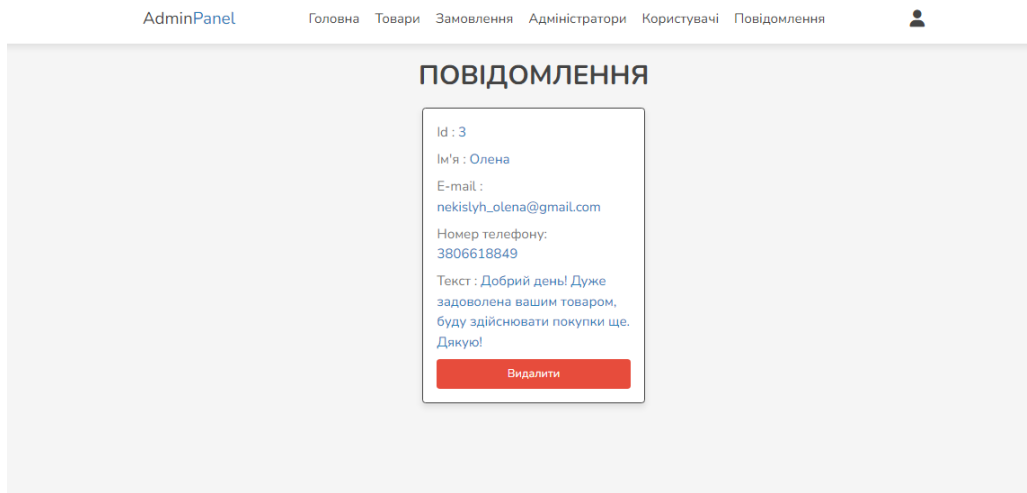 AdminPanel Головна Товари Замовлення Адміністратори Користувачі Повідомлення
ПОВІДОМЛЕННЯ
Id : 3
Ім'я : Олена
E-mail :
nekislyh_olena@gmail.com
Номер телефону:
3806618849
Текст : Добрий день! Дуже
задоволена вашим товаром,
буду здійснювати покупки ще.
Дякую!
Видалити